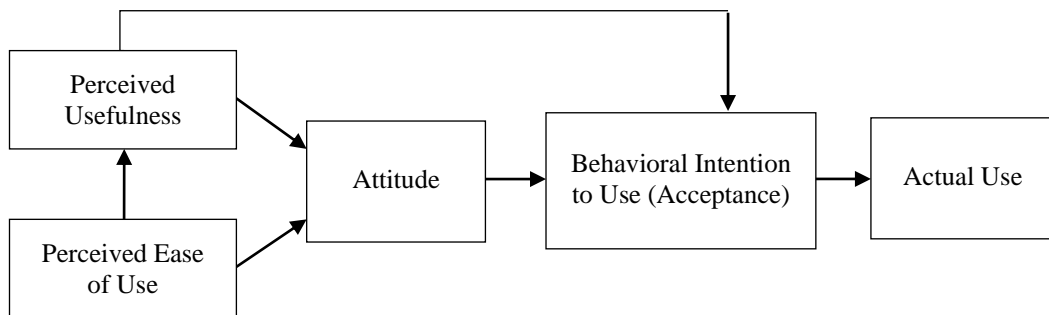 Perceived
Usefulness
Attitude
Behavioral Intention
to Use (Acceptance)
Actual Use
Perceived Ease
of Use